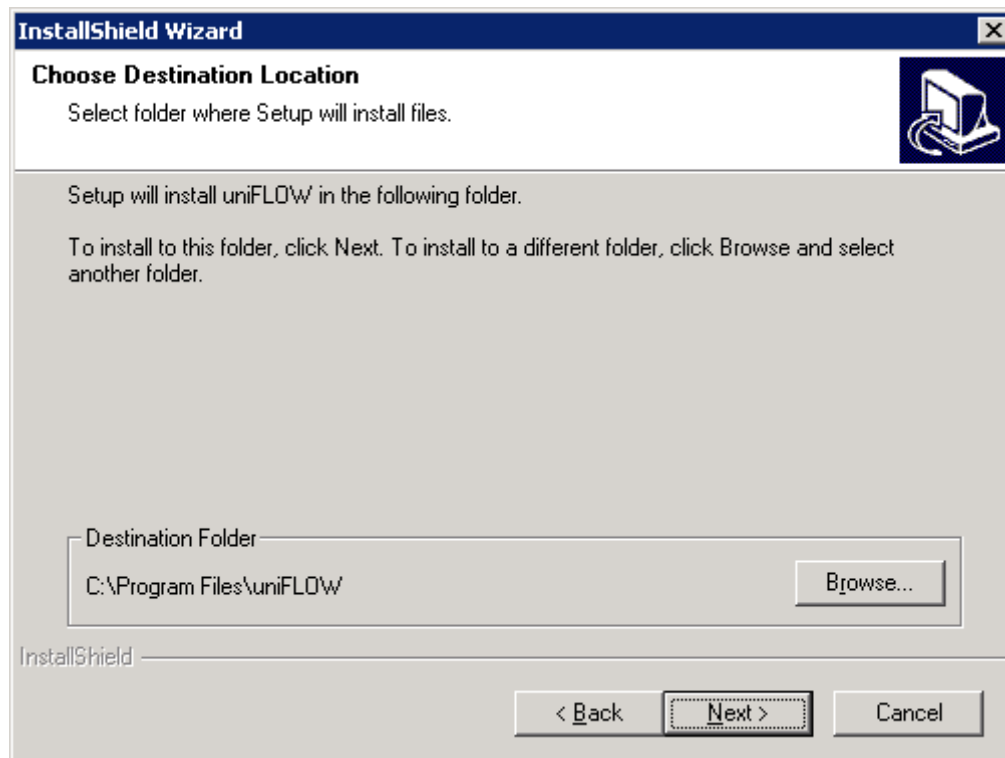 InstallShield Wizard
Choose Destination Location
Select folder where Setup will install files.
Setup will install uniFLOW in the following folder.
To install to this folder, click Next. To install to a different folder, click Browse and select
another folder.
Destination Folder
C:\Program Files\uniFLOW
Browse...
InstallShield
< Back
Next >
Cancel